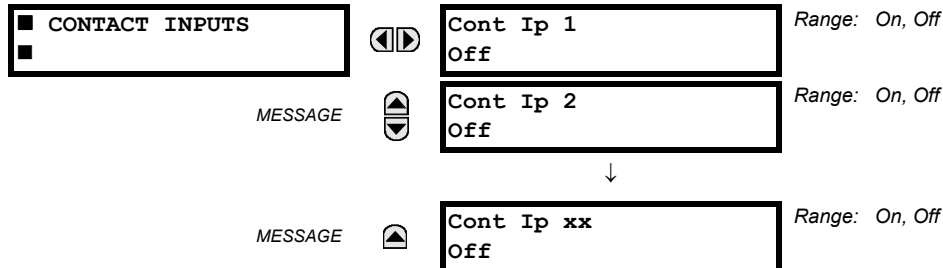 ■ CONTACT INPUTS
■
Cont Ip 1
Off
Range: On, Off
MESSAGE
Cont Ip 2
Off
Range: On, Off
↓
MESSAGE
Cont Ip xx
Off
Range: On, Off